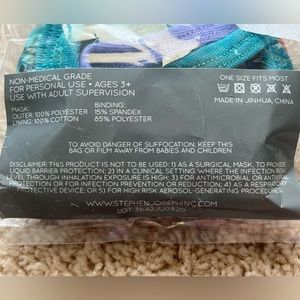 NON-MEDICAL GRADE
FOR PERSONAL USE • AGES 3+
USE WITH ADULT SUPERVISION
MASK:
OUTER: 100% POLYESTER
LINING: 100% COTTON
BINDING:
15% SPANDEX
85% POLYESTER
ONE SIZE FITS MOST
MADE IN JINHUA, CHINA
TO AVOID DANGER OF SUFFOCATION, KEEP THIS
BAG OR FILM AWAY FROM BABIES AND CHILDREN
DISCLAIMER: THIS PRODUCT IS NOT TO BE USED: 1) AS A SURGICAL MASK, TO PROVIDE
LIQUID BARRIER PROTECTION; 2) IN A CLINICAL SETTING WHERE THE INFECTION RISK
LEVEL THROUGH INHALATION EXPOSURE IS HIGH; 3) FOR ANTIMICROBIAL OR ANTIVIRAL
PROTECTION OR FOR INFECTION PREVENTION OR REDUCTION; 4) AS A RESPIRATORY
PROTECTIVE DEVICE; OR 5) FOR HIGH RISK AEROSOL-GENERATING PROCEDURES.
WWW.STEPHENJOSEPHINC.COM
LOT: 3642JU0820